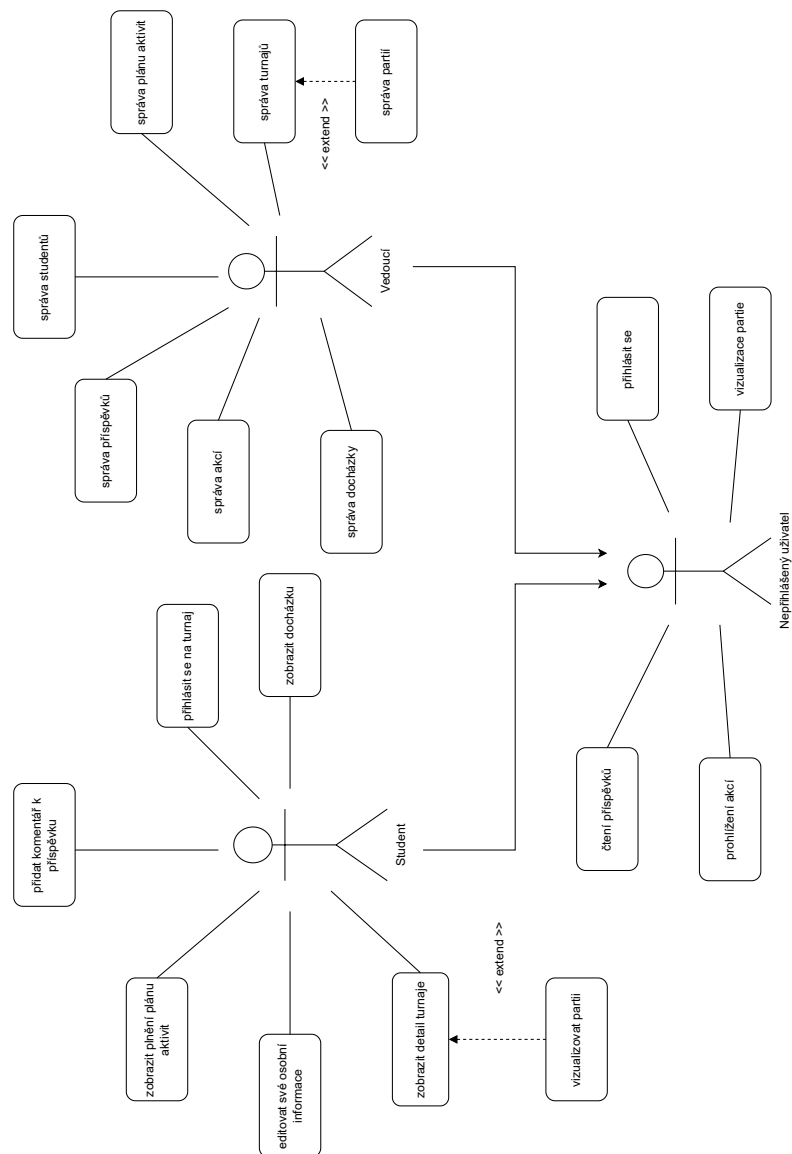 přidat komentář k
příspěvku
správa studentů
správa příspěvků
správa plánu aktivit
zobrazit plnění plánu
aktivit
přihlásit se na turnaj
správa akcí
správa turnajů
editovat své osobní
informace
zobrazit docházku
<< extend >>
správa docházky
správa partií
Vedoucí
Student
zobrazit detail turnaje
<< extend >>
vizualizovat partii
čtení příspěvků
přihlásit se
prohlížení akcí
vizualizace partie
Nepřihlášený uživatel